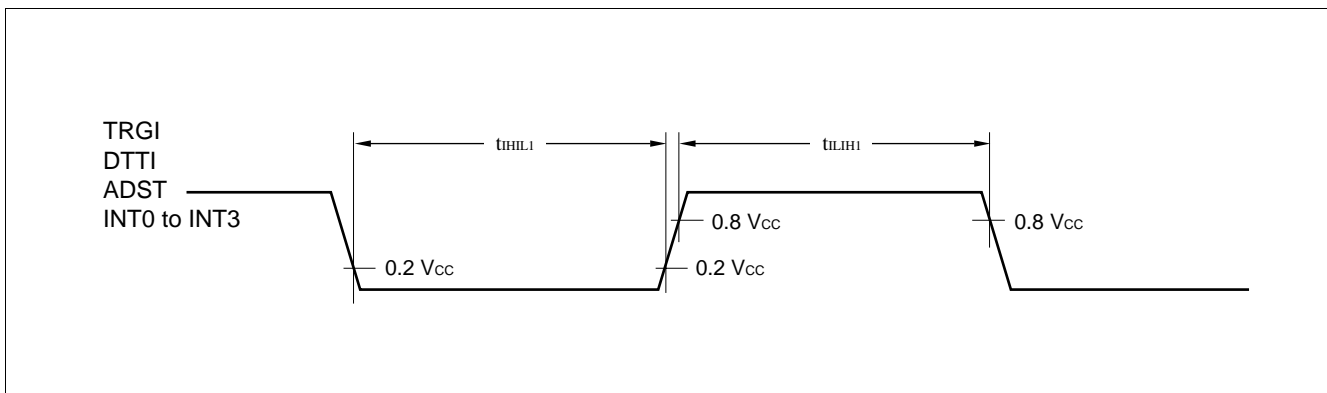 TRGI
DTTI
ADST
INT0 to INT3
tIHIL1
tILIH1
0.8 VCC
0.8 VCC
0.2 VCC
0.2 VCC